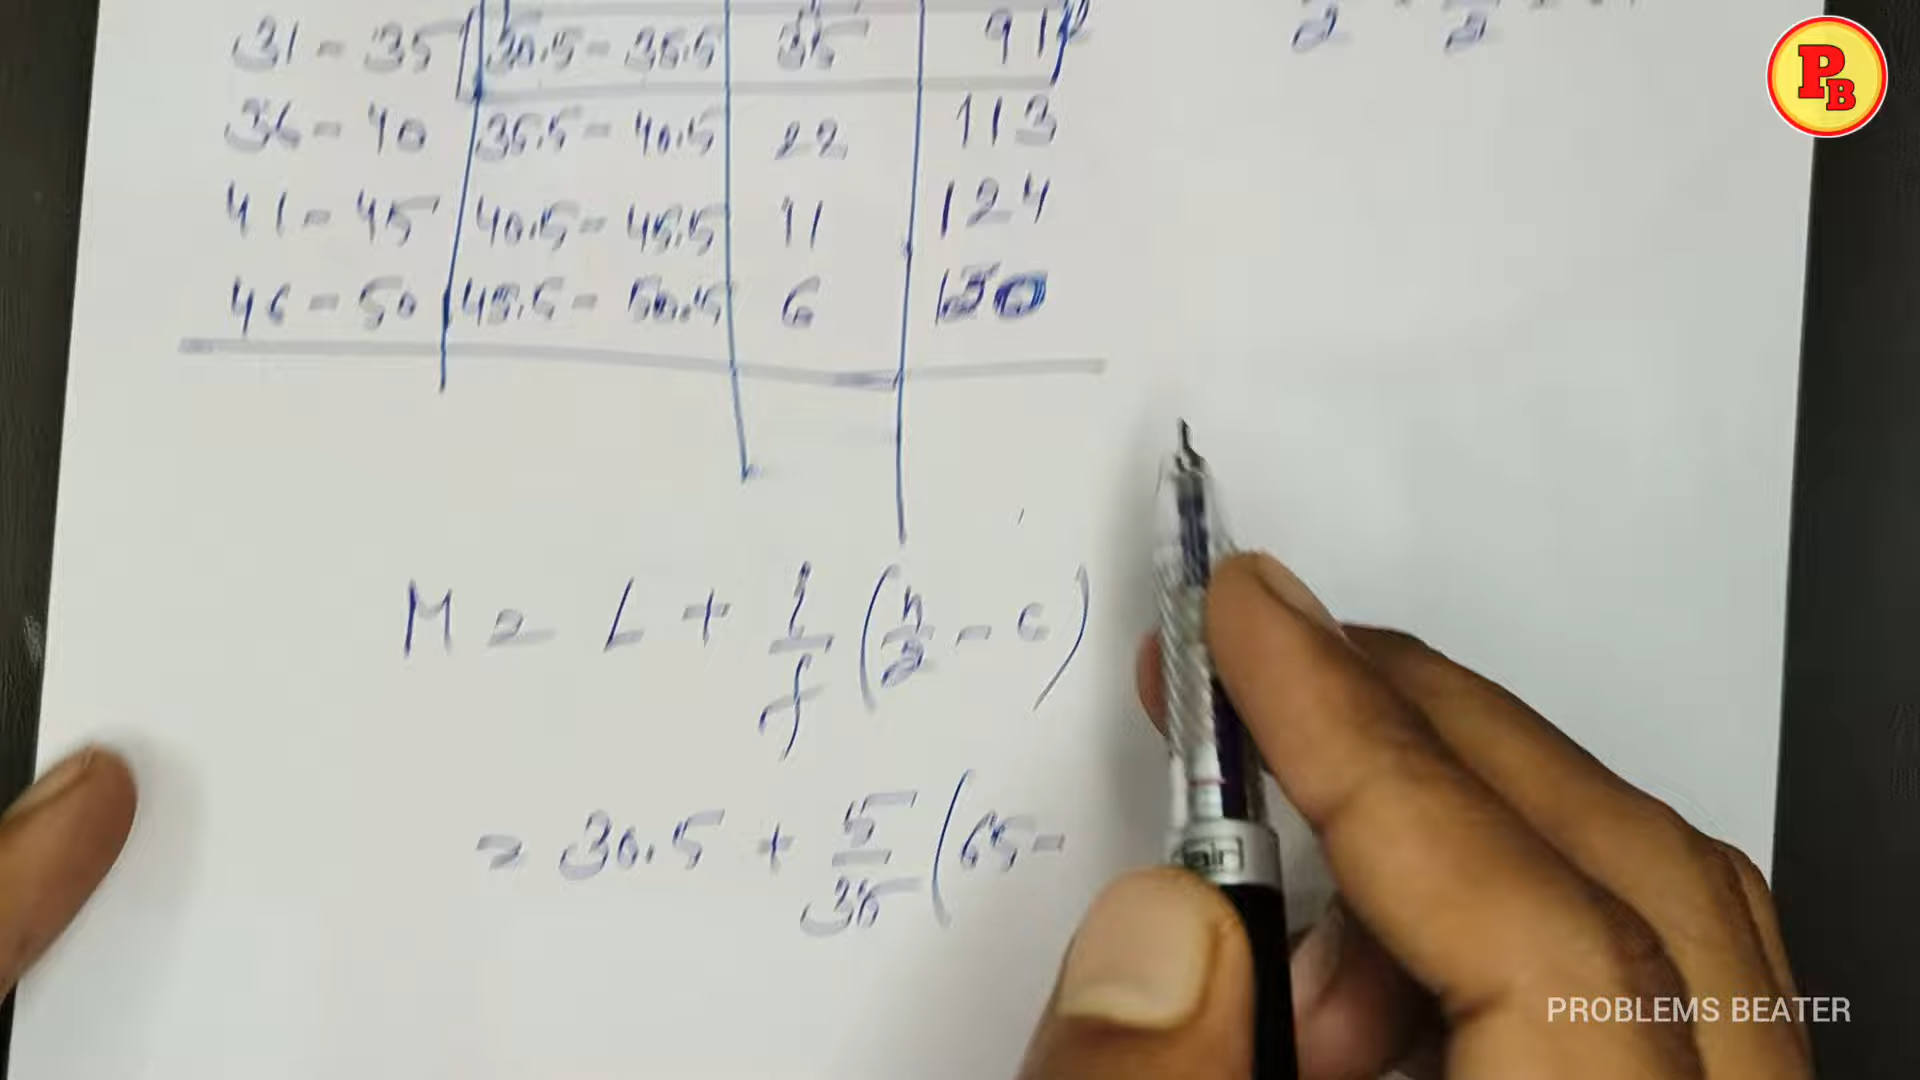 31 - 35 30.5 - 35.5 35 91
36 - 40 35.5 - 40.5 22 113
41 - 45 40.5 - 45.5 11 124
46 - 50 45.5 - 50.5 6 130
M = L + i/f (n/2 - c)
= 30.5 + 5/35 (65 -
PB
PROBLEMS BEATER